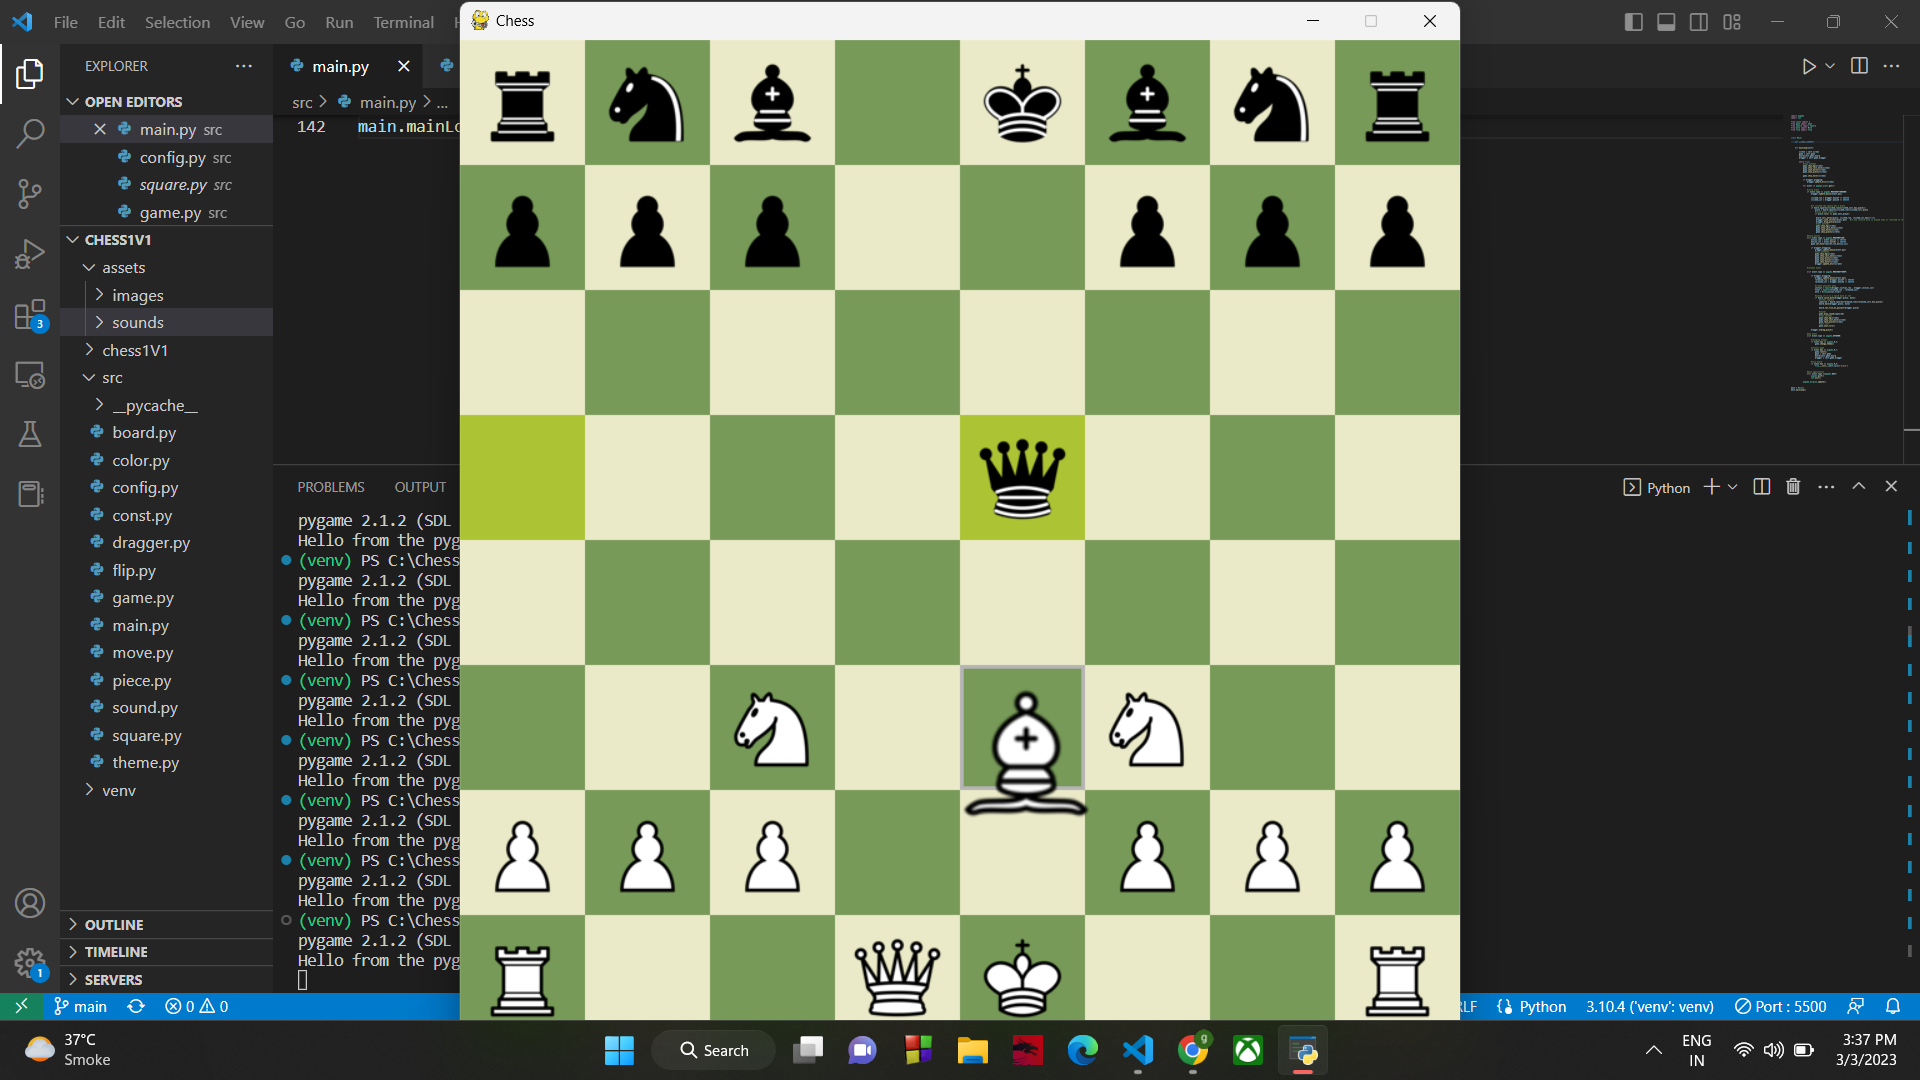 File Edit Selection View Go Run Terminal
Chess
EXPLORER
OPEN EDITORS
main.py src
config.py src
square.py src
game.py src
CHESS1V1
assets
images
sounds
chess1V1
src
__pycache__
board.py
color.py
config.py
const.py
dragger.py
flip.py
game.py
main.py
move.py
piece.py
sound.py
square.py
theme.py
venv
OUTLINE
TIMELINE
SERVERS
main.py
src > main.py > ...
142 main.mainLo
PROBLEMS OUTPUT
Python
pygame 2.1.2 (SDL
Hello from the pyg
(venv) PS C:\Chess
pygame 2.1.2 (SDL
Hello from the pyg
(venv) PS C:\Chess
pygame 2.1.2 (SDL
Hello from the pyg
(venv) PS C:\Chess
pygame 2.1.2 (SDL
Hello from the pyg
(venv) PS C:\Chess
pygame 2.1.2 (SDL
Hello from the pyg
(venv) PS C:\Chess
pygame 2.1.2 (SDL
Hello from the pyg
(venv) PS C:\Chess
pygame 2.1.2 (SDL
Hello from the pyg
(venv) PS C:\Chess
pygame 2.1.2 (SDL
Hello from the pyg
3
1
main 0 0
LF {} Python 3.10.4 ('venv': venv) Port : 5500
37°C
Smoke
Search
g
ENG
IN
3:37 PM
3/3/2023